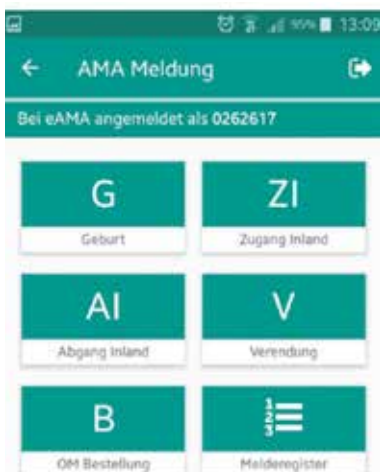 95% 13:09
AMA Meldung
Bei eAMA angemeldet als 0262617
G ZI
Geburt Zugang Inland
AI V
Abgang Inland Verendung
B
OM Bestellung Melderegister